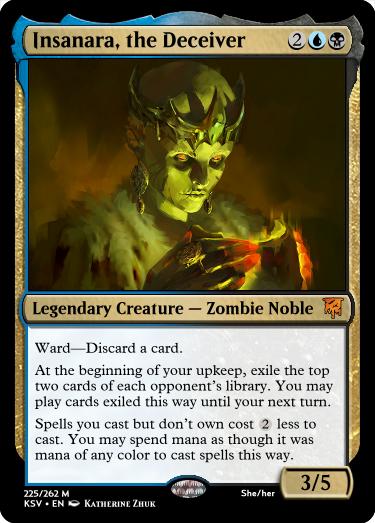 Insanara, the Deceiver 2
Legendary Creature — Zombie Noble
Ward—Discard a card.
At the beginning of your upkeep, exile the top
two cards of each opponent's library. You may
play cards exiled this way until your next turn.
Spells you cast but don't own cost 2 less to
cast. You may spend mana as though it was
mana of any color to cast spells this way.
3/5
225/262 M She/her
KSV • EN Katherine Zhuk